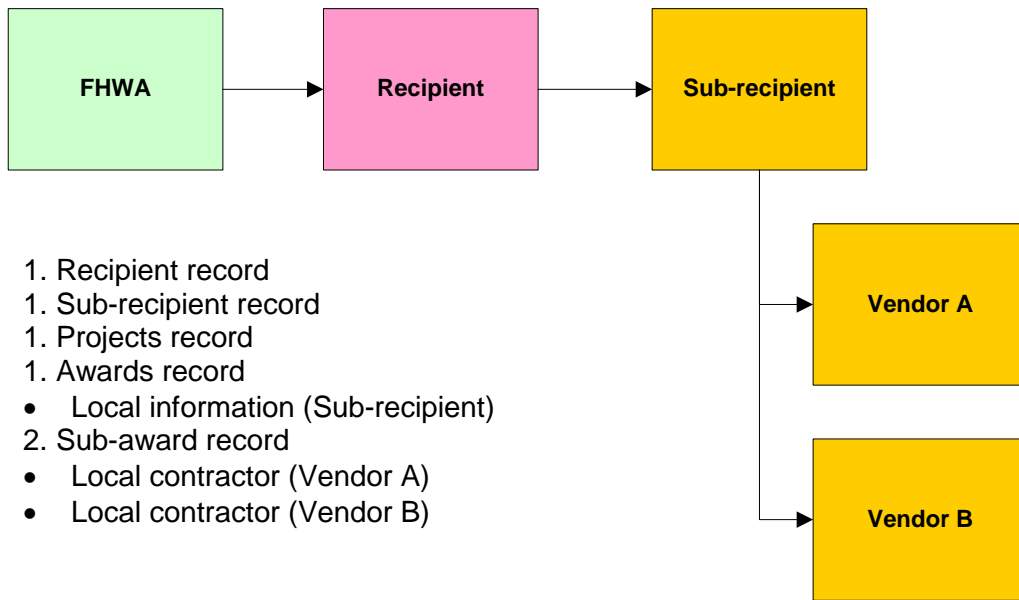 FHWA
Recipient
Sub-recipient
1. Recipient record
1. Sub-recipient record
1. Projects record
1. Awards record
• Local information (Sub-recipient)
2. Sub-award record
• Local contractor (Vendor A)
• Local contractor (Vendor B)
Vendor A
Vendor B